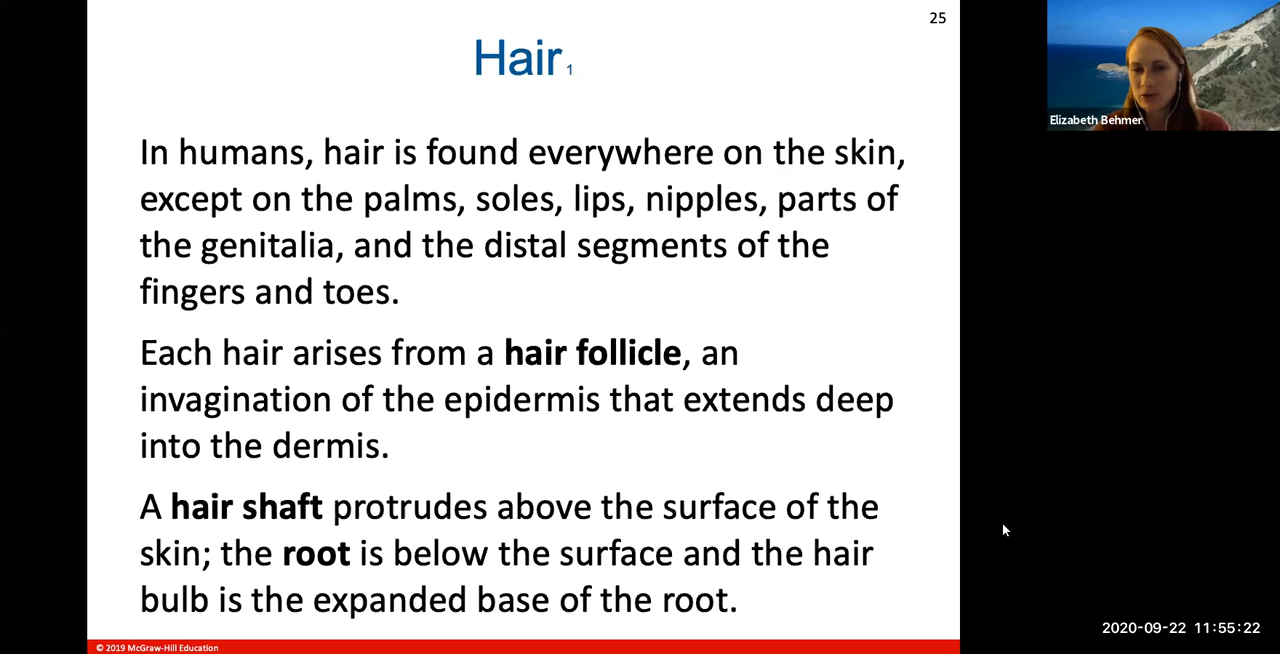 25
Hair 1
In humans, hair is found everywhere on the skin,
except on the palms, soles, lips, nipples, parts of
the genitalia, and the distal segments of the
fingers and toes.
Each hair arises from a hair follicle, an
invagination of the epidermis that extends deep
into the dermis.
A hair shaft protrudes above the surface of the
skin; the root is below the surface and the hair
bulb is the expanded base of the root.
© 2019 McGraw-Hill Education
Elizabeth Behmer
2020-09-22 11:55:22